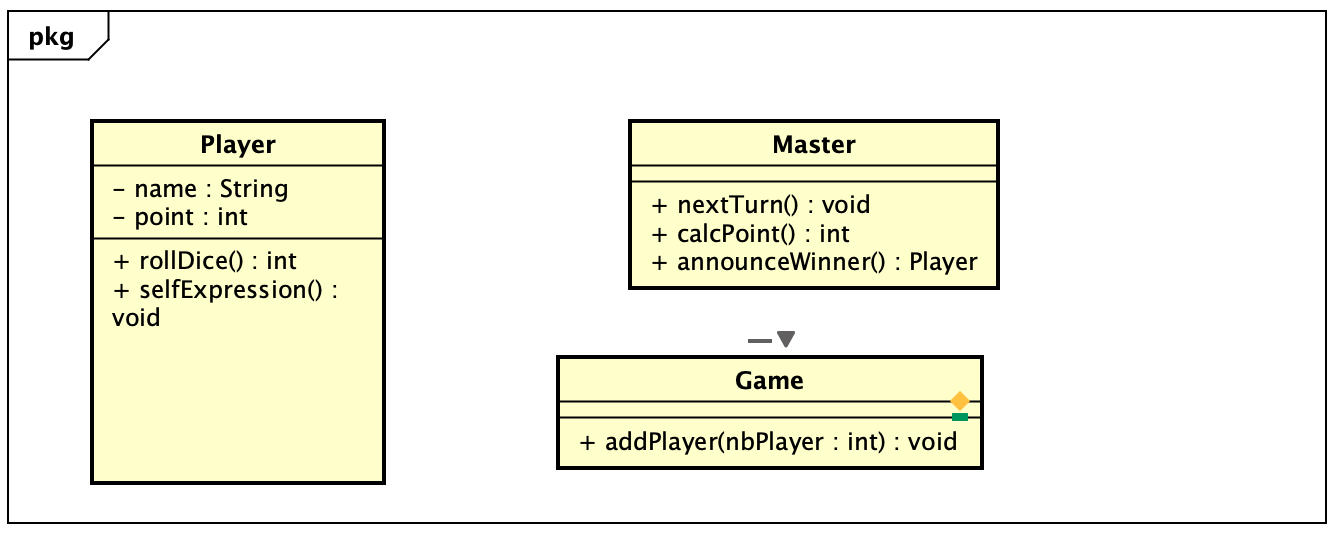 pkg
Player
– name : String
– point : int
+ rollDice() : int
+ selfExpression() :
void
Master
+ nextTurn() : void
+ calcPoint() : int
+ announceWinner() : Player
Game
+ addPlayer(nbPlayer : int) : void